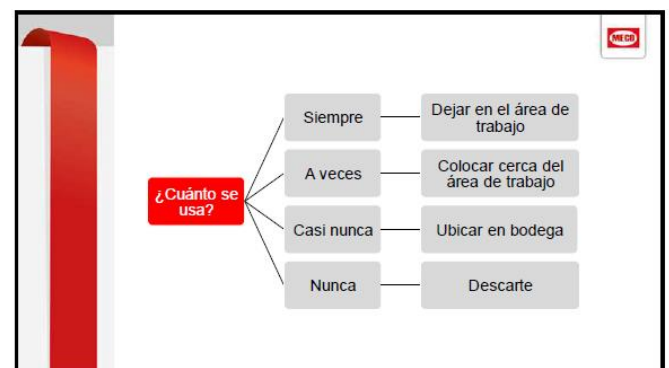 MECO
¿Cuánto se
usa?
Siempre
Dejar en el área de
trabajo
A veces
Colocar cerca del
área de trabajo
Casi nunca
Ubicar en bodega
Nunca
Descarte